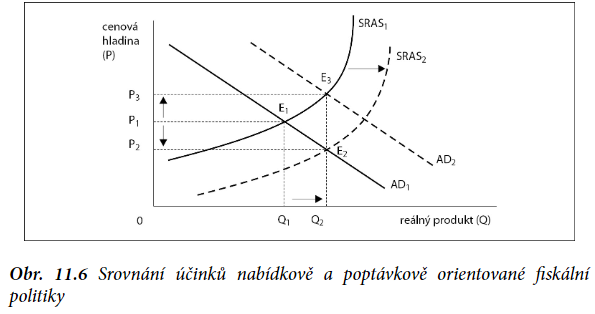 cenová
hladina
(P)
SRAS1
SRAS2
E3
P3
E1
P1
P2
E2
AD2
AD1
0
Q1
Q2
reálný produkt (Q)
Obr. 11.6 Srovnání účinků nabídkově a poptávkově orientované fiskální
politiky